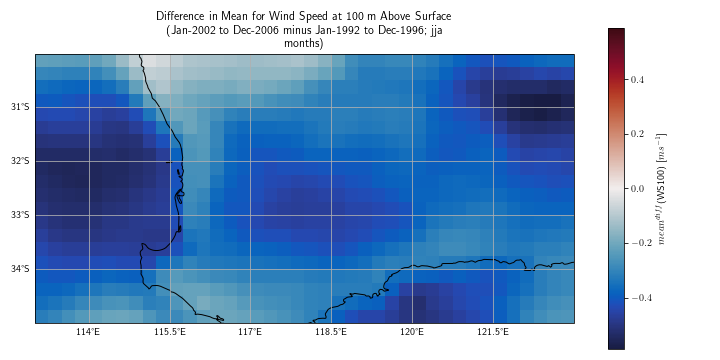 Difference in Mean for Wind Speed at 100 m Above Surface
(Jan-2002 to Dec-2006 minus Jan-1992 to Dec-1996; jja
months)
31°S
32°S
33°S
34°S
114°E
115.5°E
117°E
118.5°E
120°E
121.5°E
0.4
0.2
0.0
−0.2
−0.4
mean^diff (WS100) [ms⁻¹]